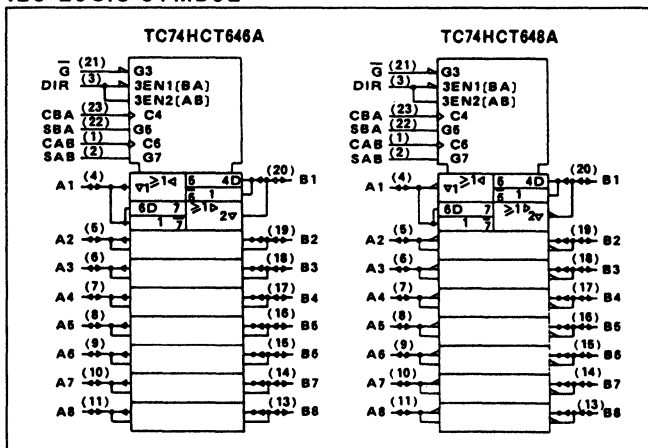 TC74HCT646A
G (21) G3
DIR (3) 3EN1[BA]
3EN2[AB]
CBA (23) C4
SBA (22) G5
CAB (1) C6
SAB (2) G7
A1 (4) ▽1 ≥1 ◁ 5 4D (20) B1
5 1
6D 7 ≥1 ▷ 2▽
1 7
A2 (5) (19) B2
A3 (6) (18) B3
A4 (7) (17) B4
A5 (8) (16) B5
A6 (9) (15) B6
A7 (10) (14) B7
A8 (11) (13) B8
TC74HCT648A
G (21) G3
DIR (3) 3EN1[BA]
3EN2[AB]
CBA (23) C4
SBA (22) G5
CAB (1) C6
SAB (2) G7
A1 (4) ▽1 ≥1 ◁ 5 4D (20) B1
5 1
6D 7 ≥1 ▷ 2▽
1 7
A2 (5) (19) B2
A3 (6) (18) B3
A4 (7) (17) B4
A5 (8) (16) B5
A6 (9) (15) B6
A7 (10) (14) B7
A8 (11) (13) B8